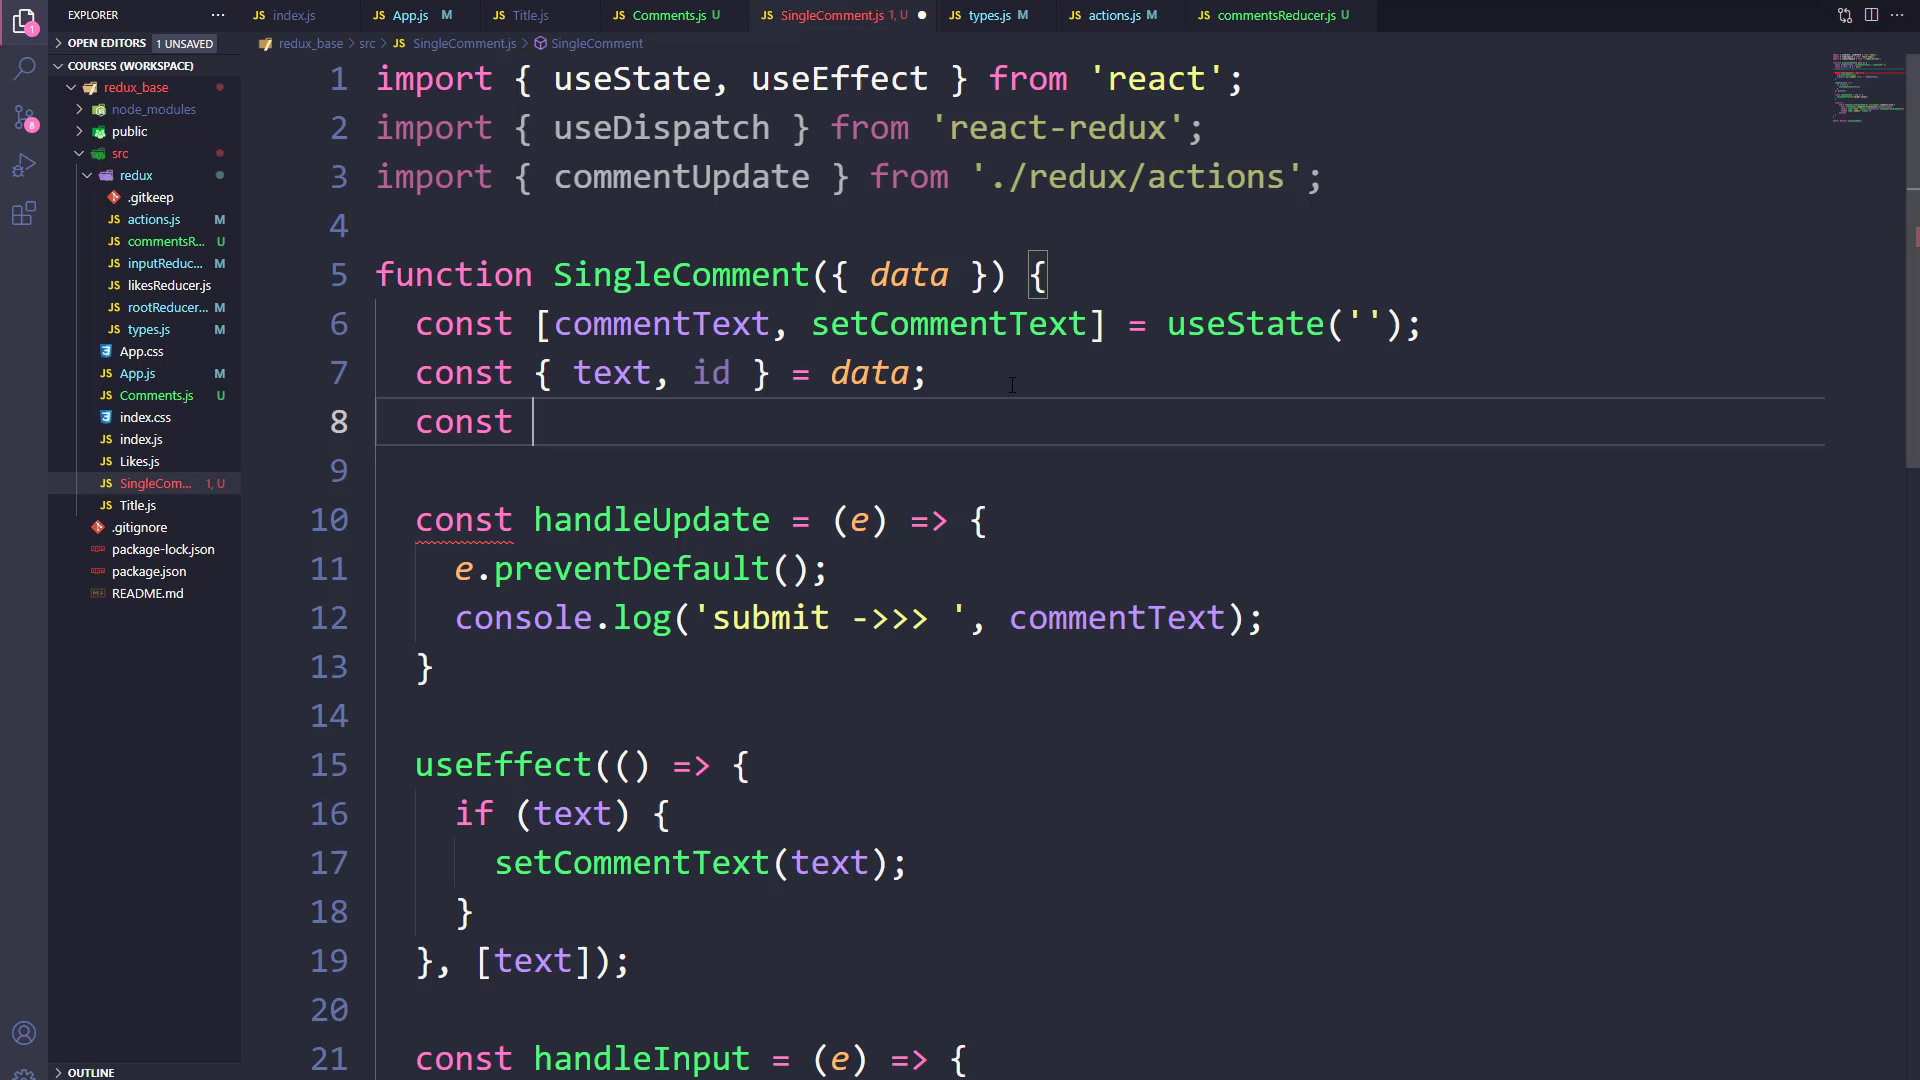 EXPLORER
index.js
App.js M
Title.js
Comments.js U
SingleComment.js 1, U
types.js M
actions.js M
commentsReducer.js U
OPEN EDITORS 1 UNSAVED
redux_base > src > SingleComment.js > SingleComment
COURSES (WORKSPACE)
redux_base
node_modules
public
src
redux
.gitkeep
actions.js M
commentsR... U
inputReduc... M
likesReducer.js
rootReducer... M
types.js M
App.css
App.js M
Comments.js U
index.css
index.js
Likes.js
SingleCom... 1, U
Title.js
.gitignore
package-lock.json
package.json
README.md
OUTLINE
1 import { useState, useEffect } from 'react';
2 import { useDispatch } from 'react-redux';
3 import { commentUpdate } from './redux/actions';
4
5 function SingleComment({ data }) {
6 const [commentText, setCommentText] = useState('');
7 const { text, id } = data;
8 const
9
10 const handleUpdate = (e) => {
11 e.preventDefault();
12 console.log('submit ->>> ', commentText);
13 }
14
15 useEffect(() => {
16 if (text) {
17 setCommentText(text);
18 }
19 }, [text]);
20
21 const handleInput = (e) => {